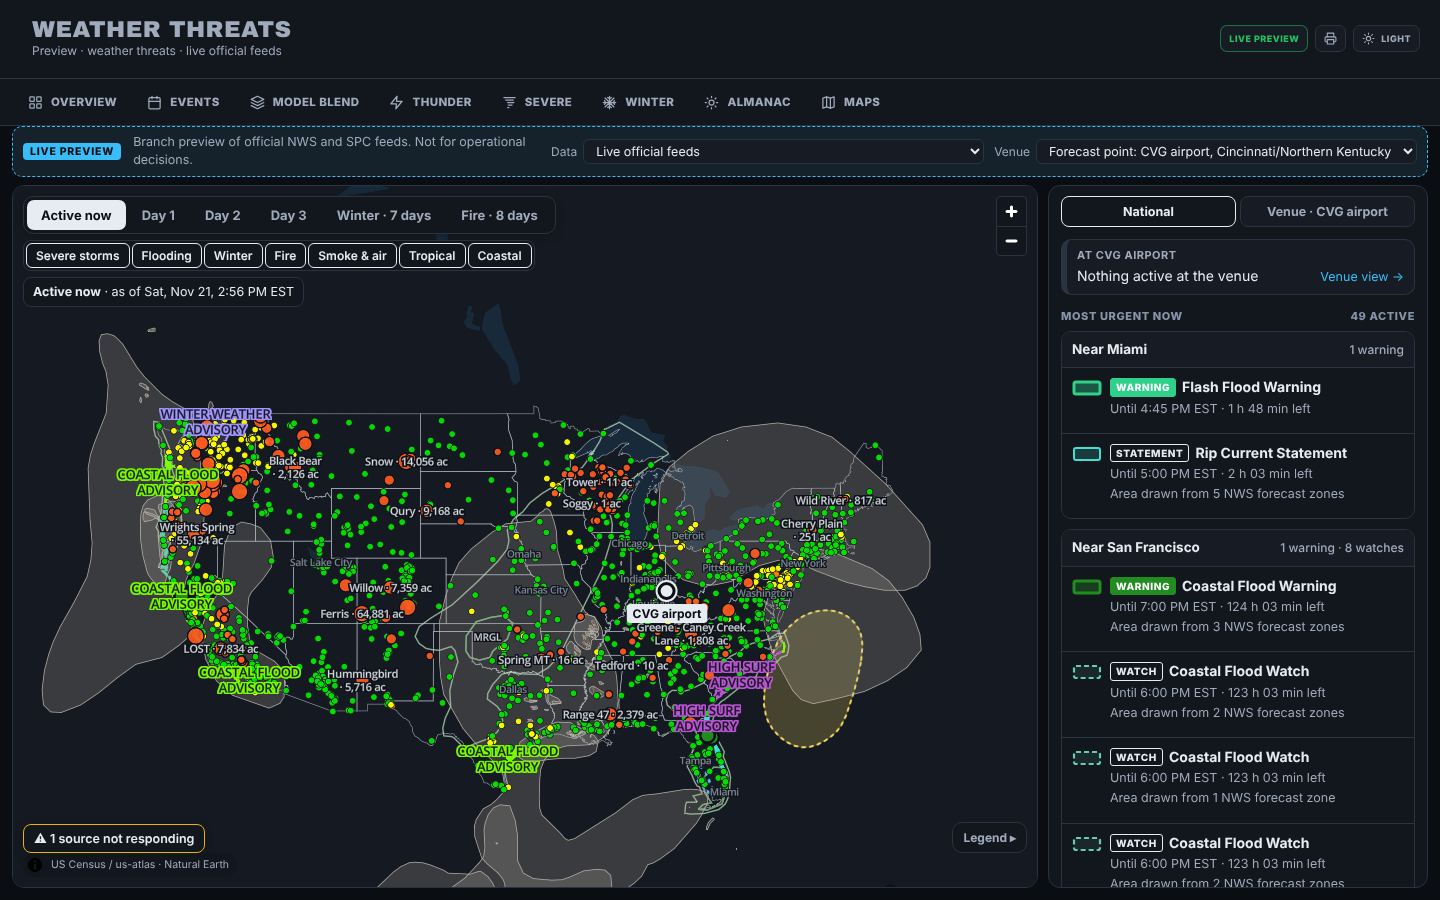 WEATHER THREATS
Preview · weather threats · live official feeds
LIVE PREVIEW
LIGHT
OVERVIEW
EVENTS
MODEL BLEND
THUNDER
SEVERE
WINTER
ALMANAC
MAPS
LIVE PREVIEW
Branch preview of official NWS and SPC feeds. Not for operational
decisions.
Data
Live official feeds
Venue
Forecast point: CVG airport, Cincinnati/Northern Kentucky
Active now
Day 1
Day 2
Day 3
Winter · 7 days
Fire · 8 days
Severe storms
Flooding
Winter
Fire
Smoke & air
Tropical
Coastal
Active now · as of Sat, Nov 21, 2:56 PM EST
+
−
WINTER WEATHER
ADVISORY
COASTAL FLOOD
ADVISORY
Black Bear
· 2,126 ac
Snow · 14,056 ac
Qury · 9,168 ac
Tower · 11 ac
Soggy · 1 ac
Wild River · 817 ac
Cherry Plain
· 251 ac
Wrights Spring
· 55,134 ac
Salt Lake City
Omaha
Chicago
Detroit
Pittsburgh
New York
Indianapolis
Kansas City
Washington
COASTAL FLOOD
ADVISORY
Willow · 7,359 ac
Ferris · 64,881 ac
CVG airport
Greene · Caney Creek
Lane · 1,808 ac
MRGL
LOST · 7,834 ac
Spring MT · 16 ac
Tedford · 10 ac
COASTAL FLOOD
ADVISORY
Hummingbird
· 5,716 ac
HIGH SURF
ADVISORY
Dallas
Range 47 · 2,379 ac
HIGH SURF
ADVISORY
COASTAL FLOOD
ADVISORY
Tampa
Miami
⚠ 1 source not responding
US Census / us-atlas · Natural Earth
Legend ▸
National
Venue · CVG airport
AT CVG AIRPORT
Nothing active at the venue
Venue view →
MOST URGENT NOW
49 ACTIVE
Near Miami
1 warning
WARNING Flash Flood Warning
Until 4:45 PM EST · 1 h 48 min left
STATEMENT Rip Current Statement
Until 5:00 PM EST · 2 h 03 min left
Area drawn from 5 NWS forecast zones
Near San Francisco
1 warning · 8 watches
WARNING Coastal Flood Warning
Until 7:00 PM EST · 124 h 03 min left
Area drawn from 3 NWS forecast zones
WATCH Coastal Flood Watch
Until 6:00 PM EST · 123 h 03 min left
Area drawn from 2 NWS forecast zones
WATCH Coastal Flood Watch
Until 6:00 PM EST · 123 h 03 min left
Area drawn from 1 NWS forecast zone
WATCH Coastal Flood Watch
Until 6:00 PM EST · 123 h 03 min left
Area drawn from 2 NWS forecast zones